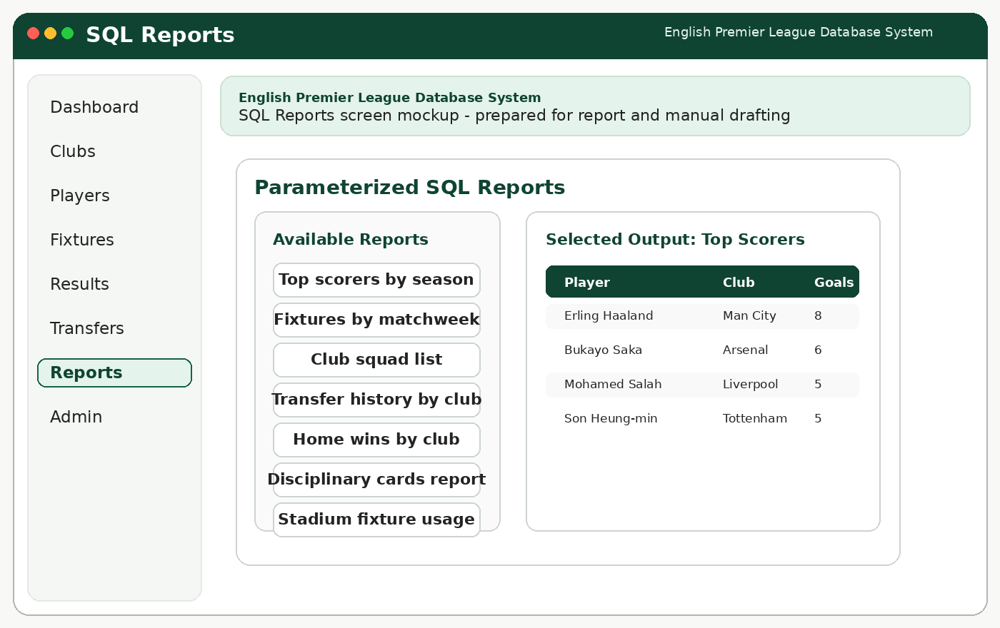 SQL Reports
English Premier League Database System
Dashboard
Clubs
Players
Fixtures
Results
Transfers
Reports
Admin
English Premier League Database System
SQL Reports screen mockup - prepared for report and manual drafting
Parameterized SQL Reports
Available Reports
Top scorers by season
Fixtures by matchweek
Club squad list
Transfer history by club
Home wins by club
Disciplinary cards report
Stadium fixture usage
Selected Output: Top Scorers
Player Club Goals
Erling Haaland Man City 8
Bukayo Saka Arsenal 6
Mohamed Salah Liverpool 5
Son Heung-min Tottenham 5